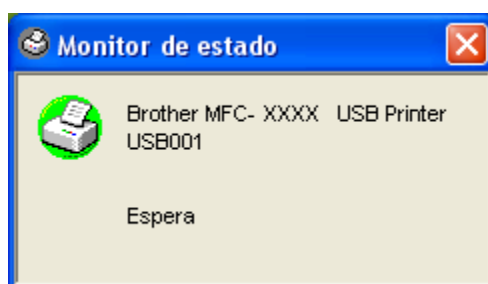 Monitor de estado
Brother MFC- XXXX USB Printer
USB001
Espera